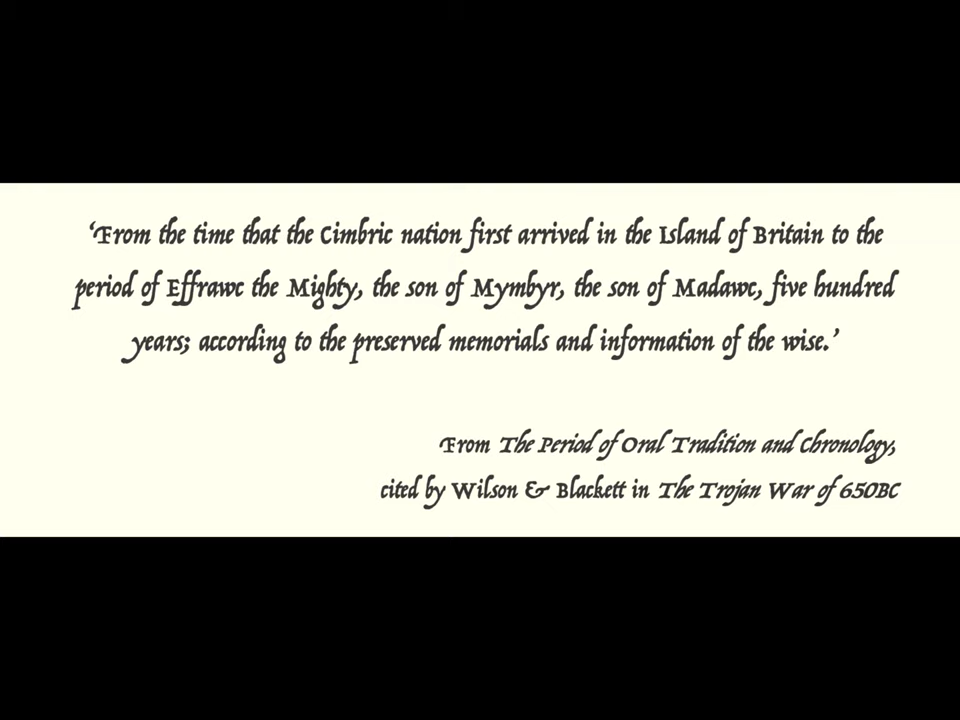 ‘From the time that the Cimbric nation first arrived in the Island of Britain to the
period of Effrawc the Mighty, the son of Mymbyr, the son of Madawc, five hundred
years; according to the preserved memorials and information of the wise.’
From The Period of Oral Tradition and Chronology,
cited by Wilson & Blackett in The Trojan War of 650BC